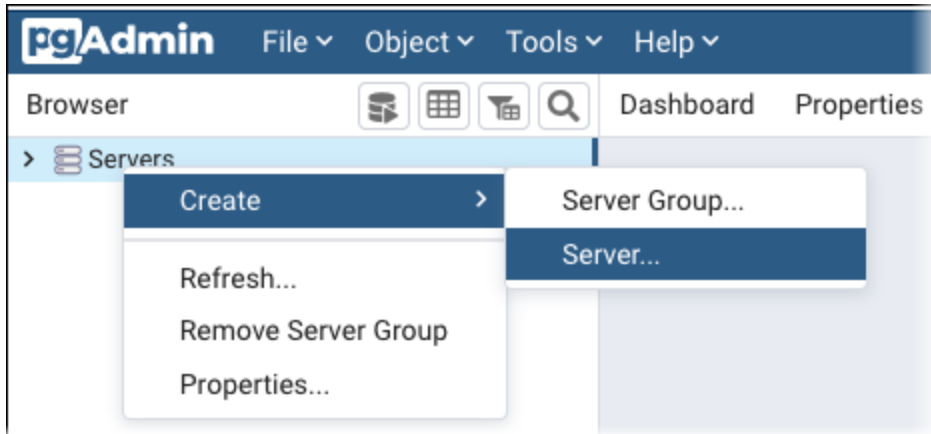 pgAdmin File Object Tools Help
Browser Dashboard Properties
Servers
Create Server Group...
Server...
Refresh...
Remove Server Group
Properties...